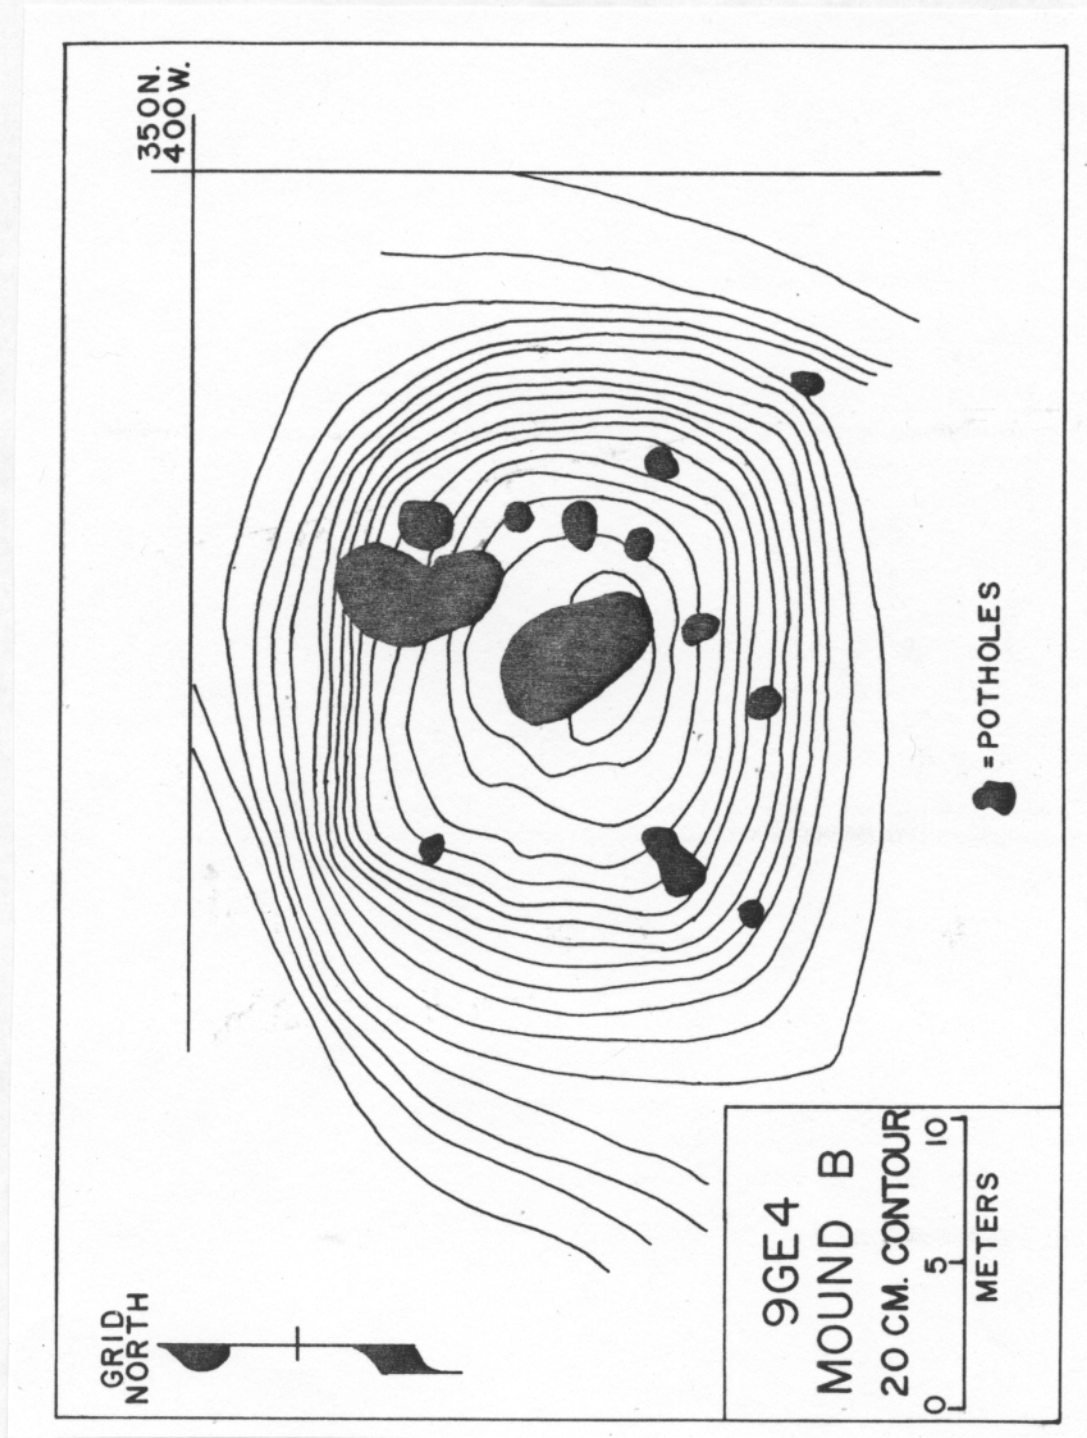 350N.
400W.
GRID
NORTH
= POTHOLES
9GE4
MOUND B
20 CM. CONTOUR
0 5 10
METERS